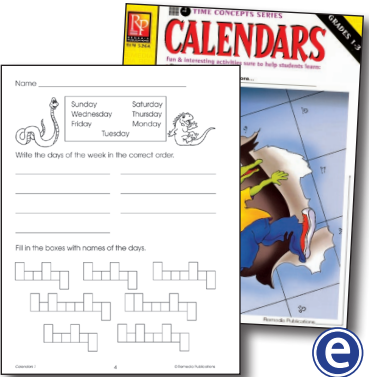 TIME CONCEPTS SERIES
CALENDARS
GRADES 1-3
fun & interesting activities sure to help students learn:
Name
Sunday Saturday
Wednesday Thursday
Friday Monday
Tuesday
Write the days of the week in the correct order.
Fill in the boxes with names of the days.
Calendars 1
4
©Remedia Publications
Remedia Publications
e